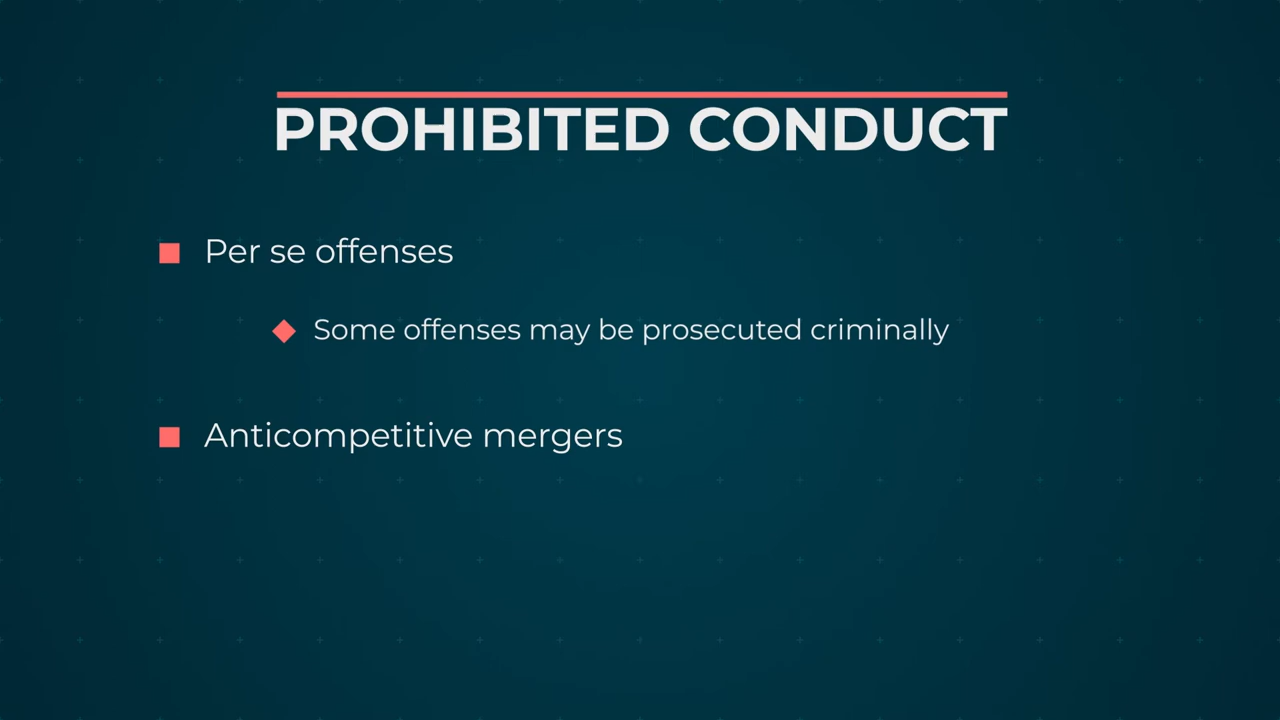 PROHIBITED CONDUCT
Per se offenses
Some offenses may be prosecuted criminally
Anticompetitive mergers